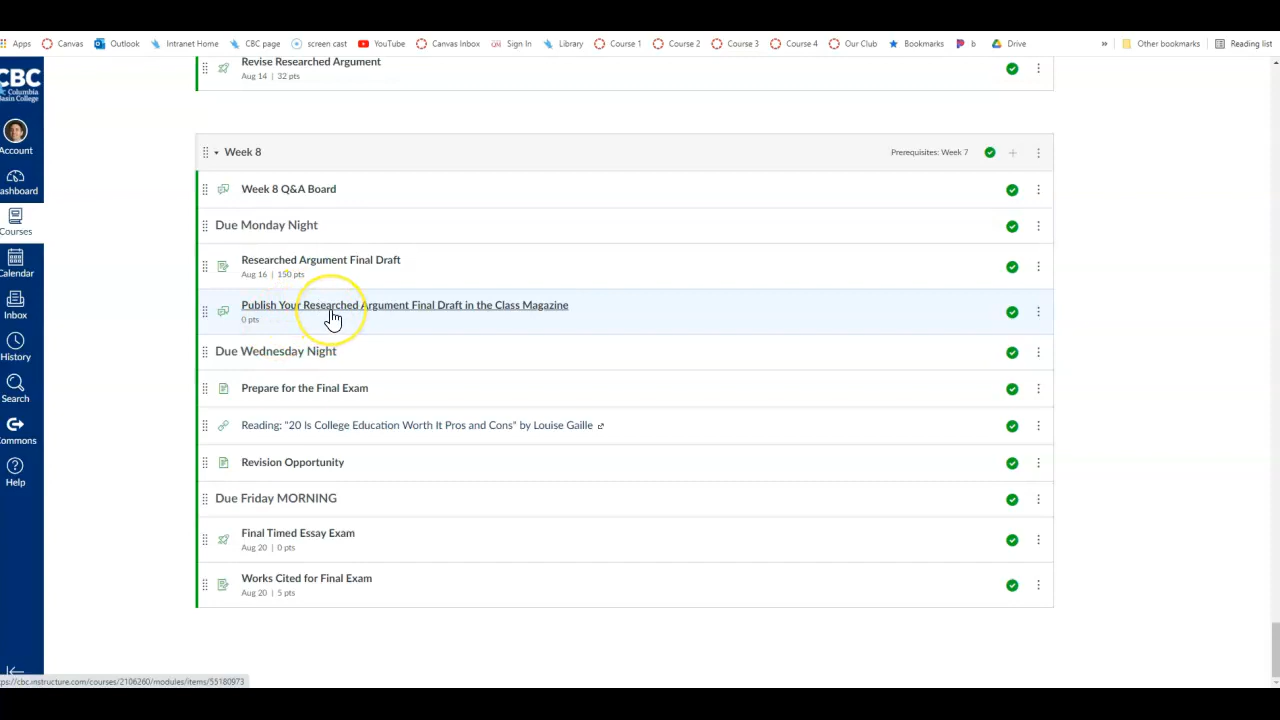 Apps Canvas Outlook Intranet Home CBC page screen cast YouTube Canvas Inbox Sign In Library Course 1 Course 2 Course 3 Course 4 Our Club Bookmarks b Drive » Other bookmarks Reading list
CBC
Columbia
Basin College
Account
ashboard
Courses
Calendar
Inbox
History
Search
ommons
Help
Revise Researched Argument
Aug 14 | 32 pts
Week 8 Prerequisites: Week 7
Week 8 Q&A Board
Due Monday Night
Researched Argument Final Draft
Aug 16 | 150 pts
Publish Your Researched Argument Final Draft in the Class Magazine
0 pts
Due Wednesday Night
Prepare for the Final Exam
Reading: "20 Is College Education Worth It Pros and Cons" by Louise Gaille
Revision Opportunity
Due Friday MORNING
Final Timed Essay Exam
Aug 20 | 0 pts
Works Cited for Final Exam
Aug 20 | 5 pts
ps://cbc.instructure.com/courses/2106260/modules/items/55180973